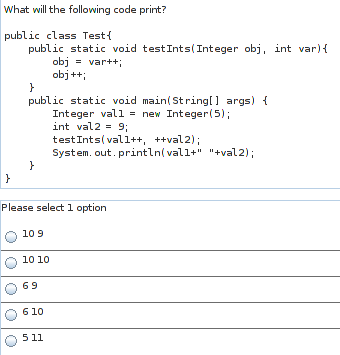 What will the following code print?
public class Test{
    public static void testInts(Integer obj, int var){
        obj = var++;
        obj++;
    }
    public static void main(String[] args) {
        Integer val1 = new Integer(5);
        int val2 = 9;
        testInts(val1++, ++val2);
        System.out.println(val1+" "+val2);
    }
}
Please select 1 option
10 9
10 10
6 9
6 10
5 11